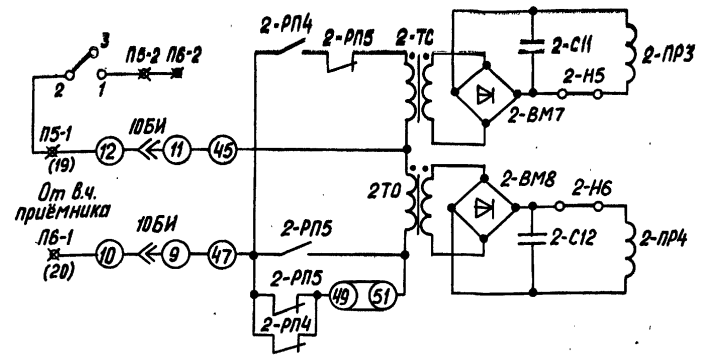 2-РП4
2-РП5
2-ТС
2-С11
2-ПР3
3
П5-2
П6-2
2
1
2-Н5
2-ВМ7
П5-1
10БИ
(19)
12
11
45
От в.ч.
приёмника
2ТО
2-ВМ8
2-Н6
П6-1
10БИ
2-РП5
2-С12
2-ПР4
(20)
10
9
47
2-РП5
49
51
2-РП4